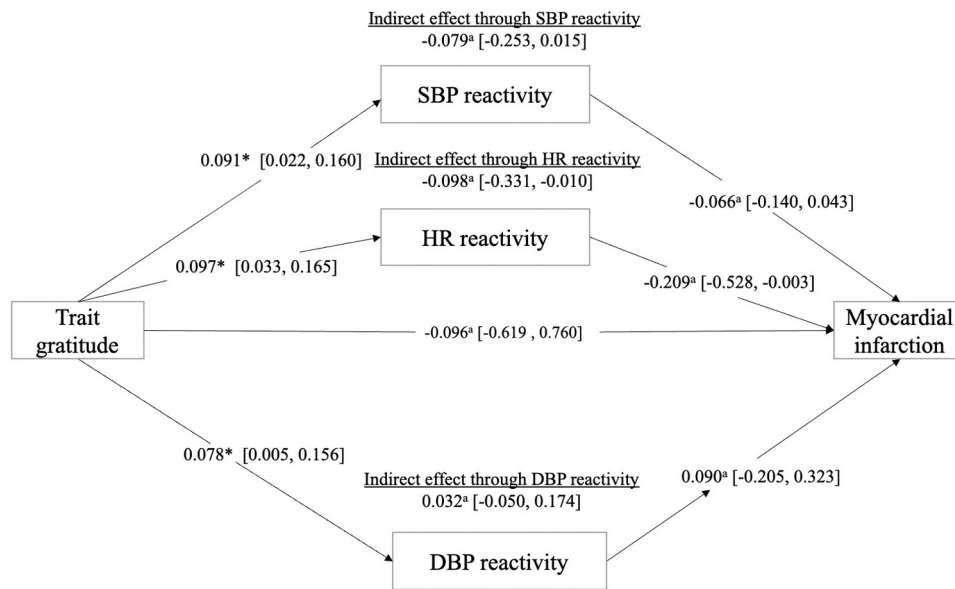 Indirect effect through SBP reactivity
-0.079ᵃ [-0.253, 0.015]
SBP reactivity
0.091* [0.022, 0.160]
Indirect effect through HR reactivity
-0.098ᵃ [-0.331, -0.010]
-0.066ᵃ [-0.140, 0.043]
HR reactivity
0.097* [0.033, 0.165]
-0.209ᵃ [-0.528, -0.003]
Trait
gratitude
-0.096ᵃ [-0.619 , 0.760]
Myocardial
infarction
0.078* [0.005, 0.156]
Indirect effect through DBP reactivity
0.032ᵃ [-0.050, 0.174]
0.090ᵃ [-0.205, 0.323]
DBP reactivity